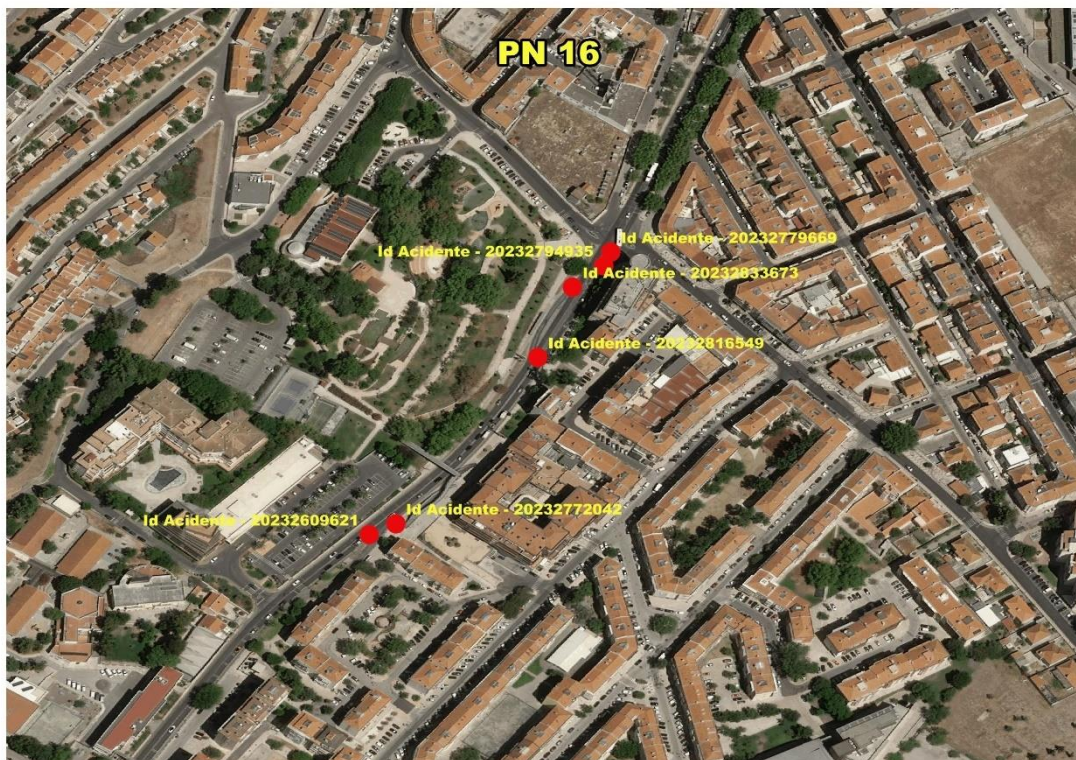 PN 16
Id Acidente - 20232779669
Id Acidente - 20232794935
Id Acidente - 20232833673
Id Acidente - 20232816549
Id Acidente - 20232772042
Id Acidente - 20232609621